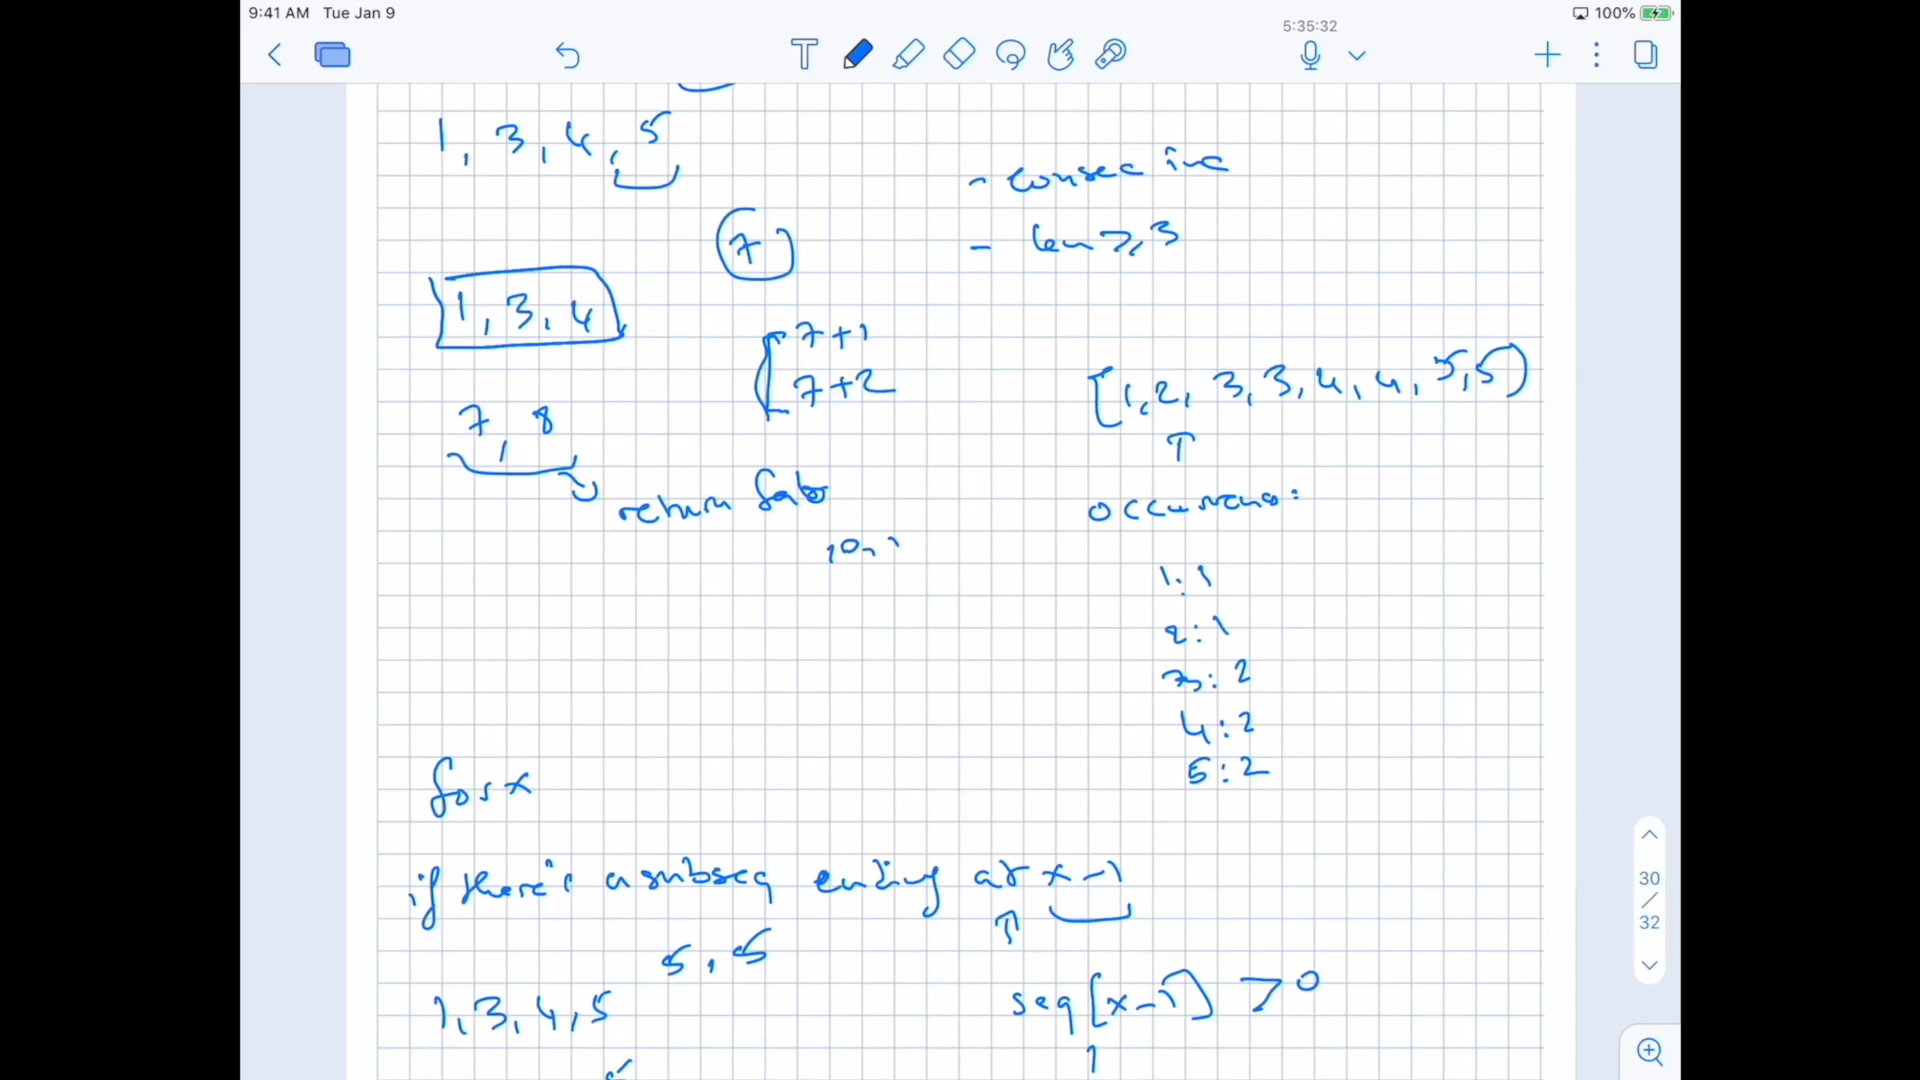 9:41 AM Tue Jan 9
100%
5:35:32
1, 3, 4, 5
- consec inc
- len ≥ 3
7
1, 3, 4
7+1
7+2
[1, 2, 3, 3, 4, 4, 5, 5]
7, 8
return false
1:1
2:1
3:2
4:2
5:2
for x
if there's a subseq ending at x-1
5, 5
1, 3, 4, 5
seq[x-1] > 0
1
30
/
32